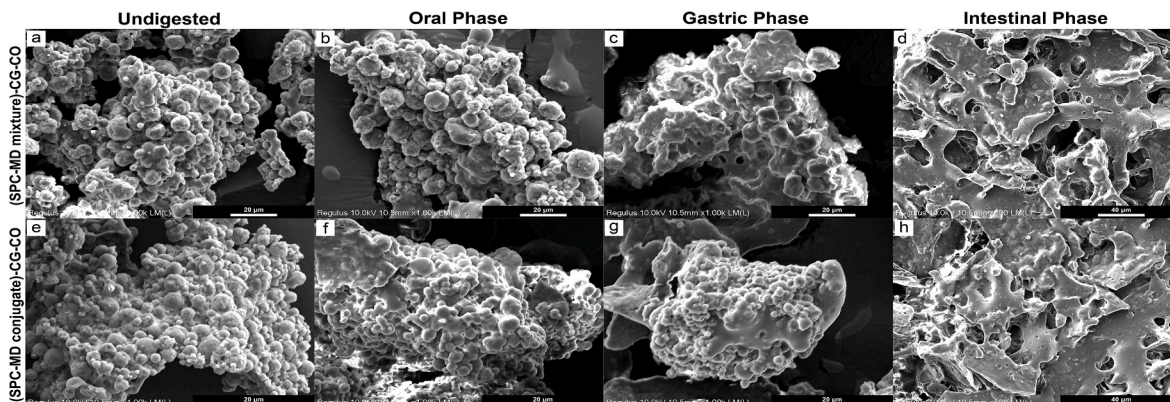 Undigested
Oral Phase
Gastric Phase
Intestinal Phase
(SPC-MD mixture)-CG-CO
a
b
c
d
20 μm
20 μm
20 μm
40 μm
Regulus 10.0kV 10.5mm x1.00k LM(L)
Regulus 10.0kV 10.5mm x1.00k LM(L)
(SPC-MD conjugate)-CG-CO
e
f
g
h
20 μm
20 μm
20 μm
40 μm